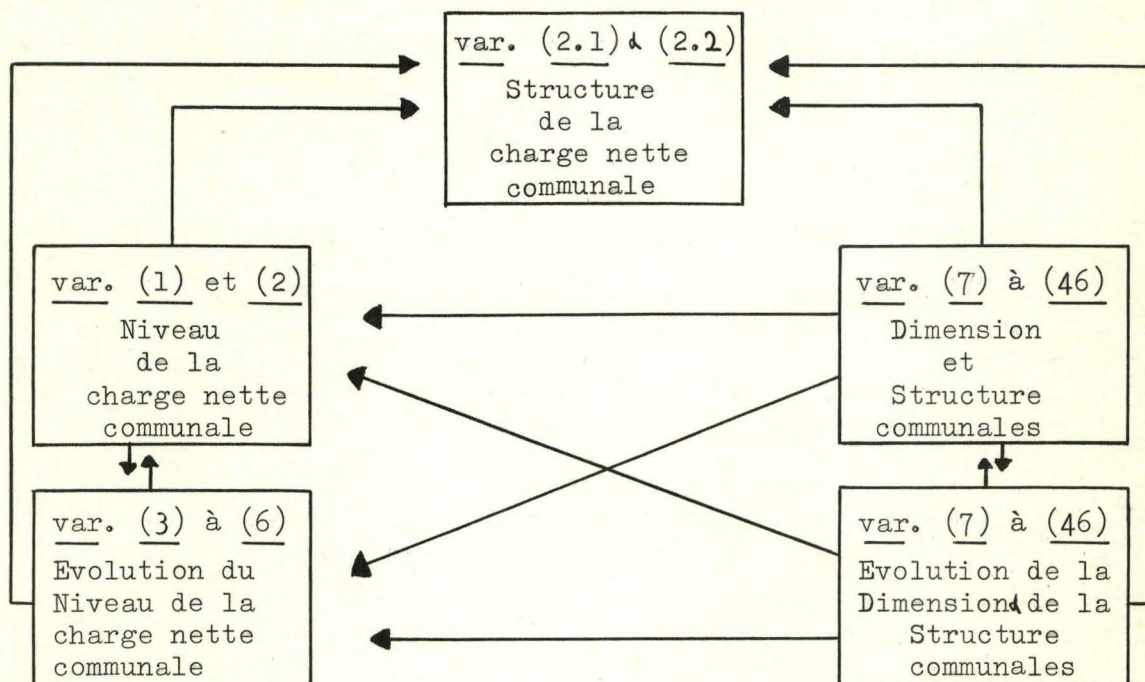 var. (2.1) & (2.2)
Structure
de la
charge nette
communale
var. (1) et (2)
Niveau
de la
charge nette
communale
var. (7) à (46)
Dimension
et
Structure
communales
var. (3) à (6)
Evolution du
Niveau de la
charge nette
communale
var. (7) à (46)
Evolution de la
Dimension & de la
Structure
communales